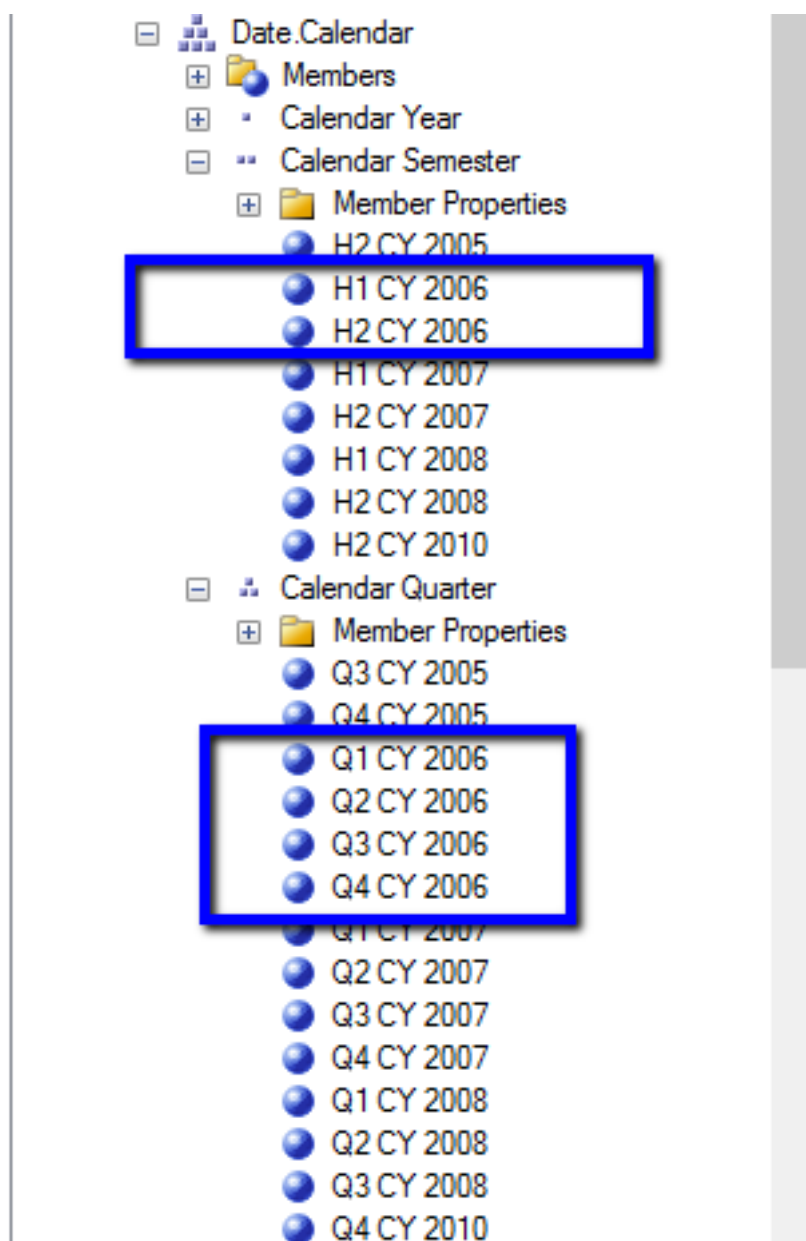 Date.Calendar
Members
Calendar Year
Calendar Semester
Member Properties
H2 CY 2005
H1 CY 2006
H2 CY 2006
H1 CY 2007
H2 CY 2007
H1 CY 2008
H2 CY 2008
H2 CY 2010
Calendar Quarter
Member Properties
Q3 CY 2005
Q4 CY 2005
Q1 CY 2006
Q2 CY 2006
Q3 CY 2006
Q4 CY 2006
Q1 CY 2007
Q2 CY 2007
Q3 CY 2007
Q4 CY 2007
Q1 CY 2008
Q2 CY 2008
Q3 CY 2008
Q4 CY 2010